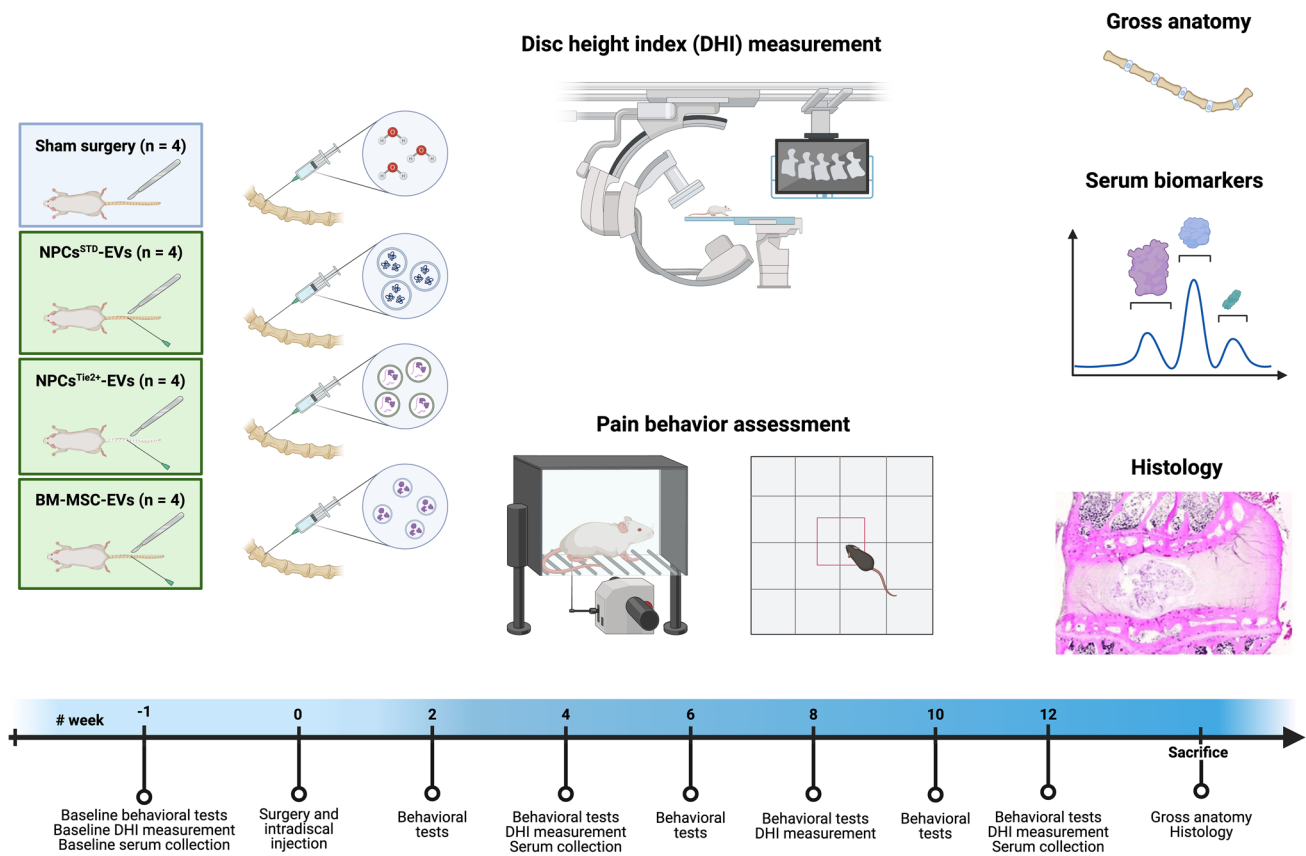 Sham surgery (n = 4)
NPCsSTD-EVs (n = 4)
NPCsTie2+-EVs (n = 4)
BM-MSC-EVs (n = 4)
O
H
H
O
H
H
O
H
H
Disc height index (DHI) measurement
Pain behavior assessment
Gross anatomy
Serum biomarkers
Histology
# week
-1
0
2
4
6
8
10
12
Sacrifice
Baseline behavioral tests
Baseline DHI measurement
Baseline serum collection
Surgery and
intradiscal
injection
Behavioral
tests
Behavioral tests
DHI measurement
Serum collection
Behavioral
tests
Behavioral tests
DHI measurement
Behavioral
tests
Behavioral tests
DHI measurement
Serum collection
Gross anatomy
Histology